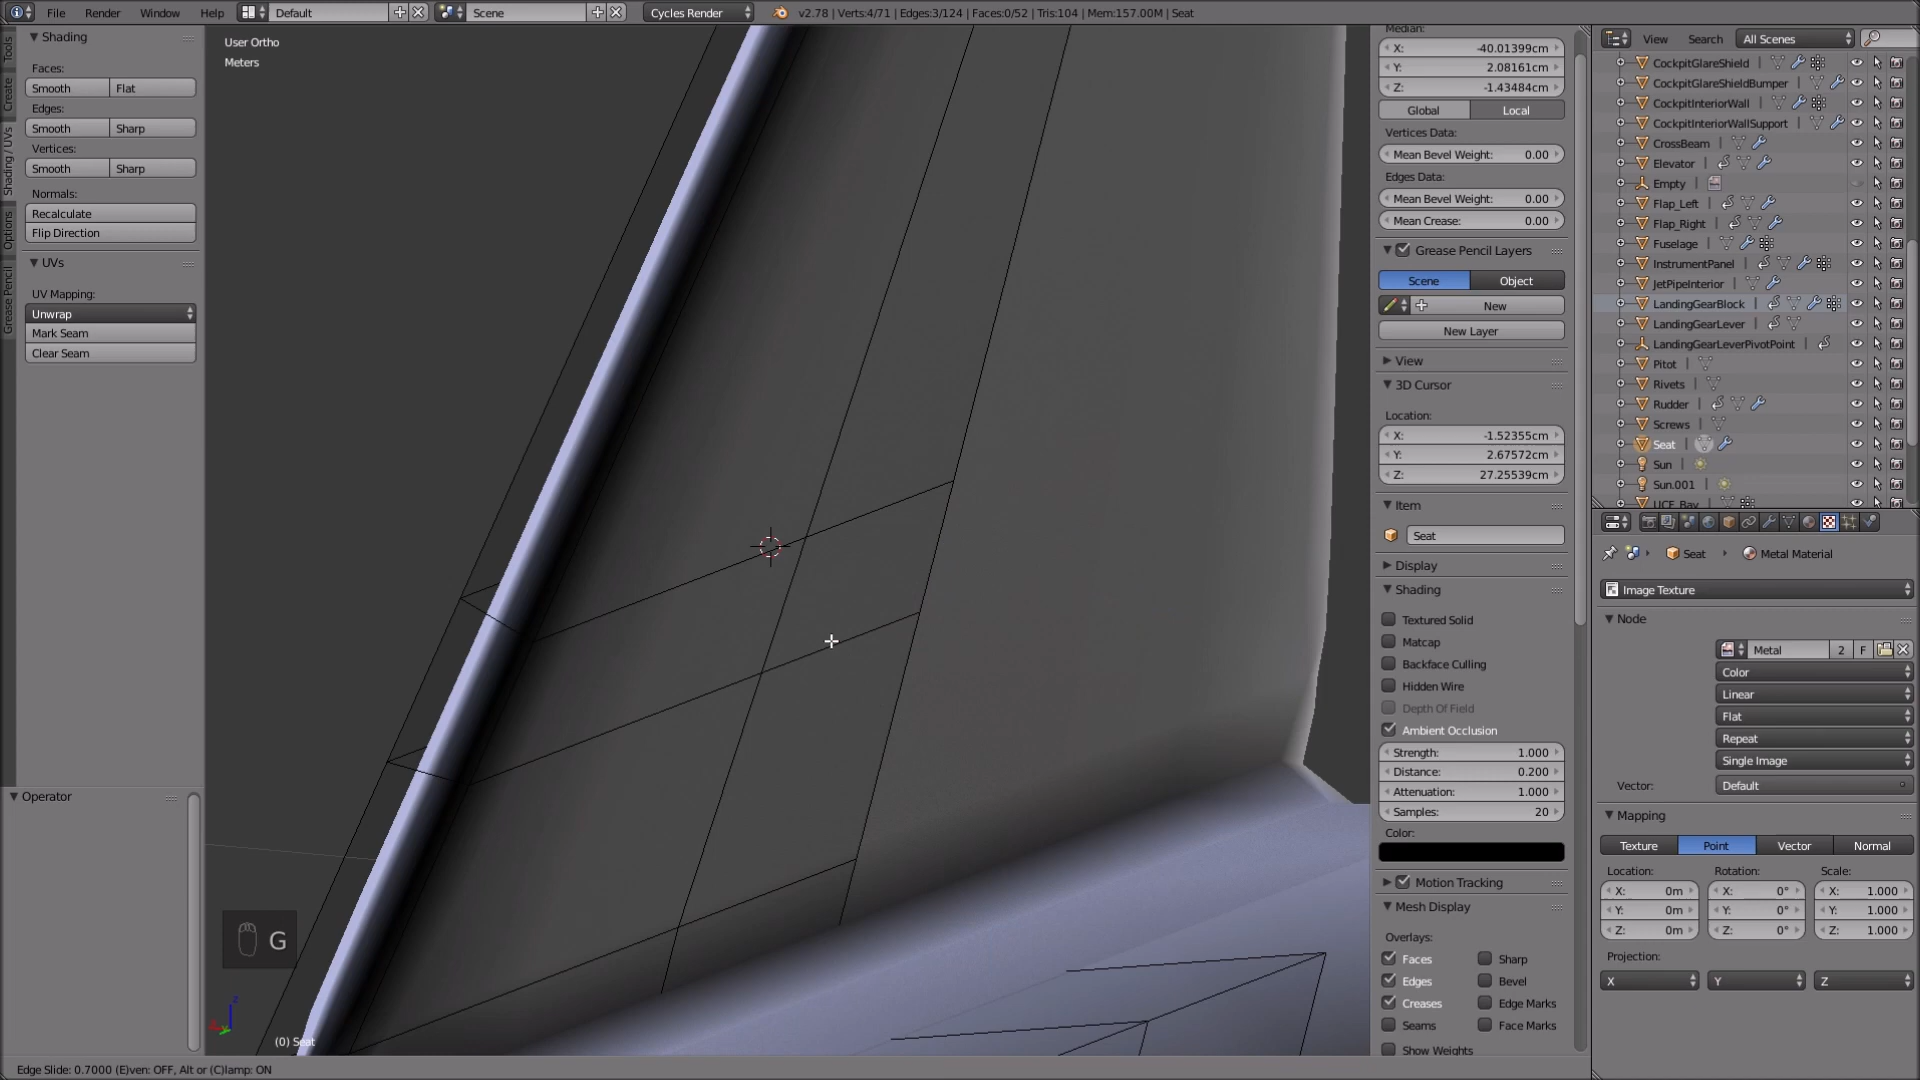 File Render Window Help Default Scene Cycles Render v2.78 | Verts:4/71 | Edges:3/124 | Faces:0/52 | Tris:104 | Mem:157.00M | Seat
Tools
Create
Shading / UVs
Options
Grease Pencil
Shading
Faces:
Smooth Flat
Edges:
Smooth Sharp
Vertices:
Smooth Sharp
Normals:
Recalculate
Flip Direction
UVs
UV Mapping:
Unwrap
Mark Seam
Clear Seam
Operator
User Ortho
Meters
G
(0) Seat
Edge Slide: 0.7000 (E)ven: OFF, Alt or (C)lamp: ON
Median:
X: -40.01399cm
Y: 2.08161cm
Z: -1.43484cm
Global Local
Vertices Data:
Mean Bevel Weight: 0.00
Edges Data:
Mean Bevel Weight: 0.00
Mean Crease: 0.00
Grease Pencil Layers
Scene Object
New
New Layer
View
3D Cursor
Location:
X: -1.52355cm
Y: 2.67572cm
Z: 27.25539cm
Item
Seat
Display
Shading
Textured Solid
Matcap
Backface Culling
Hidden Wire
Depth Of Field
Ambient Occlusion
Strength: 1.000
Distance: 0.200
Attenuation: 1.000
Samples: 20
Color:
Motion Tracking
Mesh Display
Overlays:
Faces Sharp
Edges Bevel
Creases Edge Marks
Seams Face Marks
Show Weights
View Search All Scenes
CockpitGlareShield
CockpitGlareShieldBumper
CockpitInteriorWall
CockpitInteriorWallSupport
CrossBeam
Elevator
Empty
Flap_Left
Flap_Right
Fuselage
InstrumentPanel
JetPipeInterior
LandingGearBlock
LandingGearLever
LandingGearLeverPivotPoint
Pitot
Rivets
Rudder
Screws
Seat
Sun
Sun.001
Seat Metal Material
Image Texture
Node
Metal 2 F
Color
Linear
Flat
Repeat
Single Image
Vector: Default
Mapping
Texture Point Vector Normal
Location: Rotation: Scale:
X: 0m X: 0° X: 1.000
Y: 0m Y: 0° Y: 1.000
Z: 0m Z: 0° Z: 1.000
Projection:
X Y Z